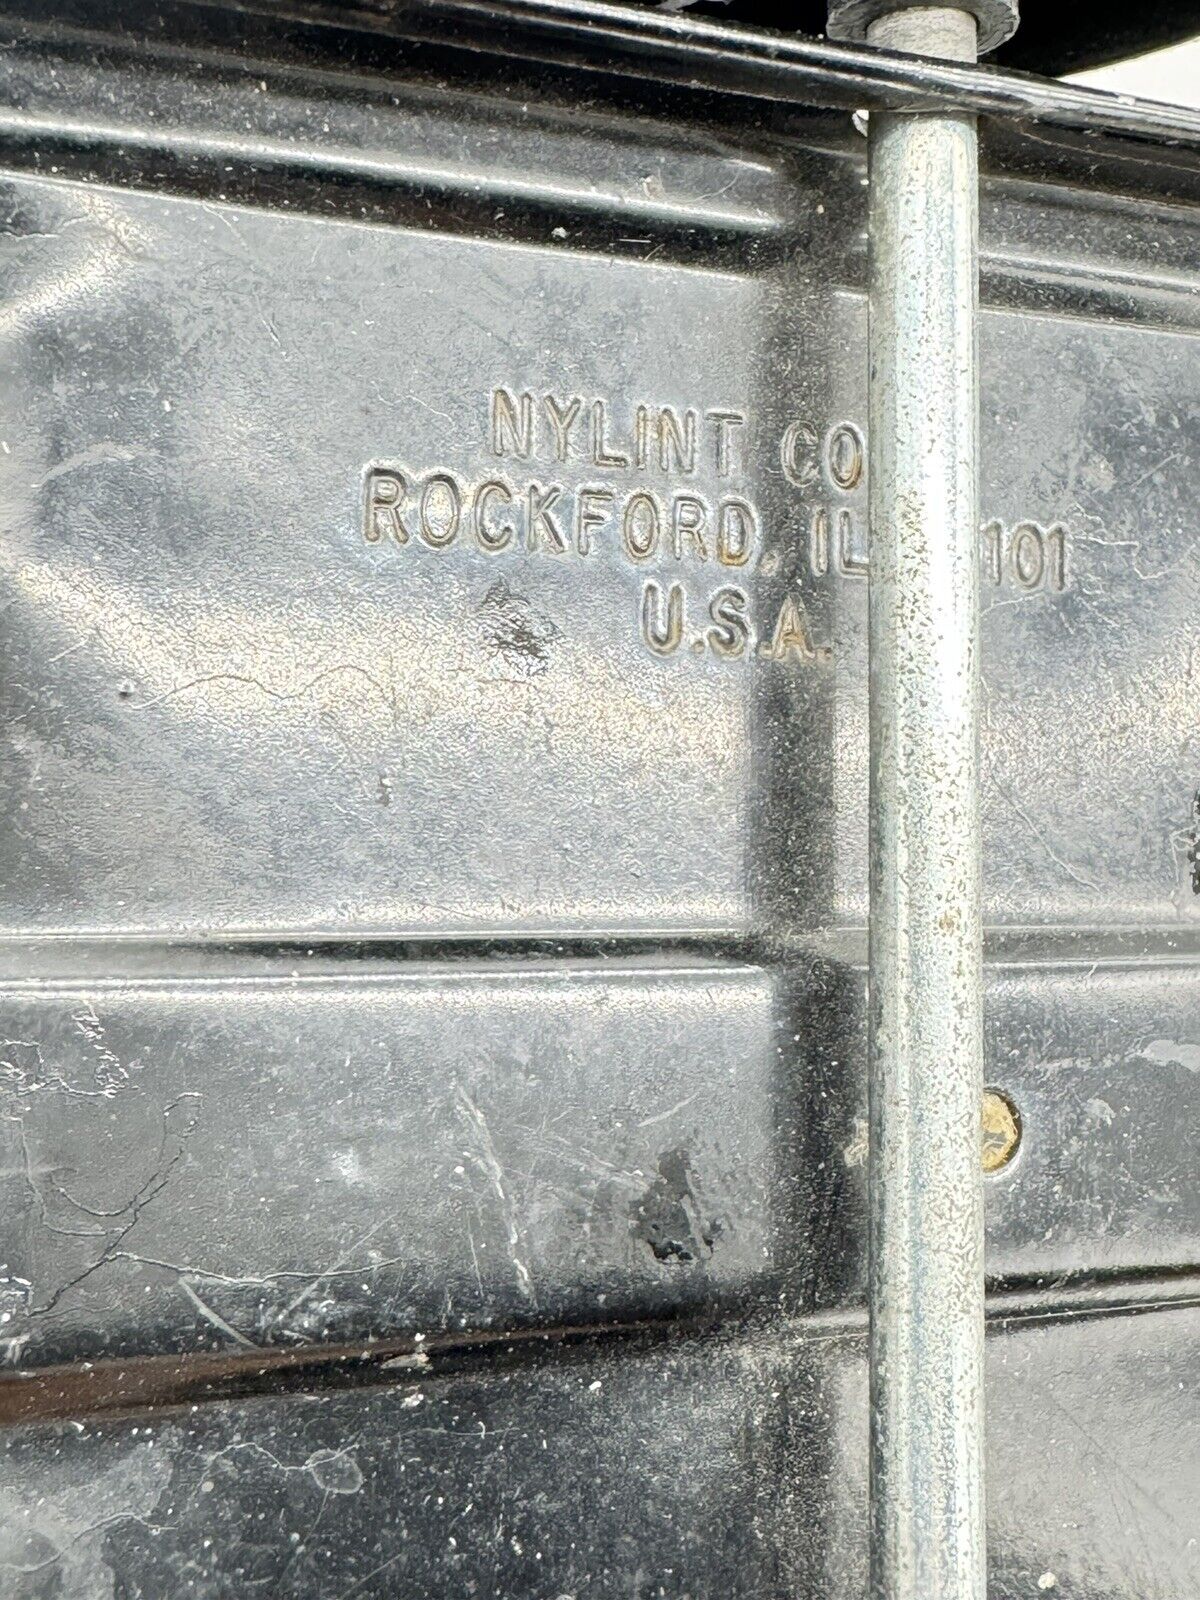 NYLINT CO
ROCKFORD, IL 101
U.S.A.